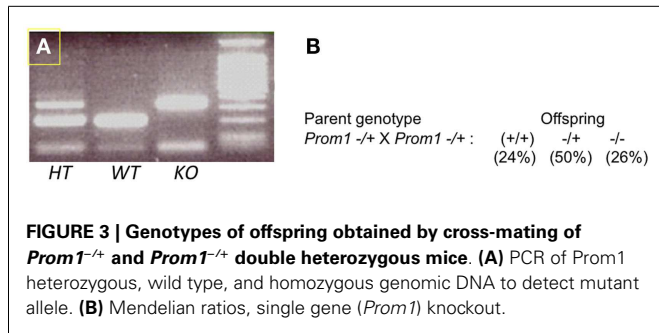 A
B
HT WT KO
Parent genotype Offspring
Prom1 -/+ X Prom1 -/+ : (+/+) -/+ -/-
(24%) (50%) (26%)
FIGURE 3 | Genotypes of offspring obtained by cross-mating of
Prom1−/+ and Prom1−/+ double heterozygous mice. (A) PCR of Prom1
heterozygous, wild type, and homozygous genomic DNA to detect mutant
allele. (B) Mendelian ratios, single gene (Prom1) knockout.